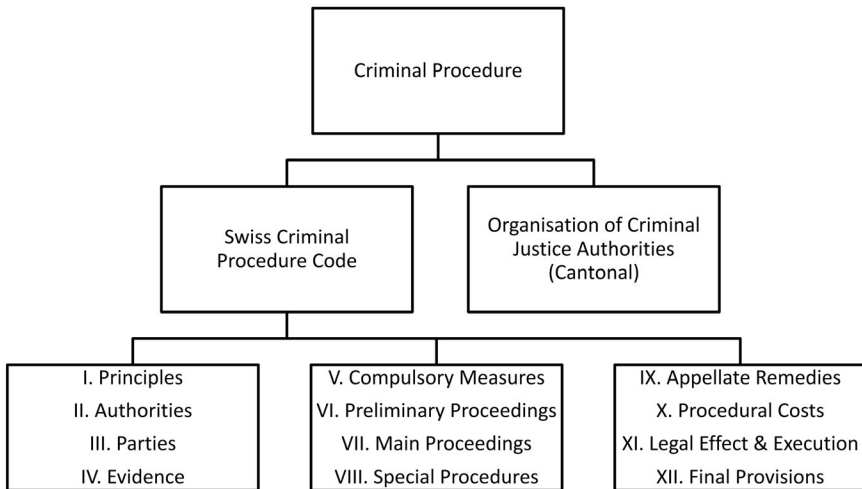 Criminal Procedure
Swiss Criminal
Procedure Code
Organisation of Criminal
Justice Authorities
(Cantonal)
I. Principles
II. Authorities
III. Parties
IV. Evidence
V. Compulsory Measures
VI. Preliminary Proceedings
VII. Main Proceedings
VIII. Special Procedures
IX. Appellate Remedies
X. Procedural Costs
XI. Legal Effect & Execution
XII. Final Provisions